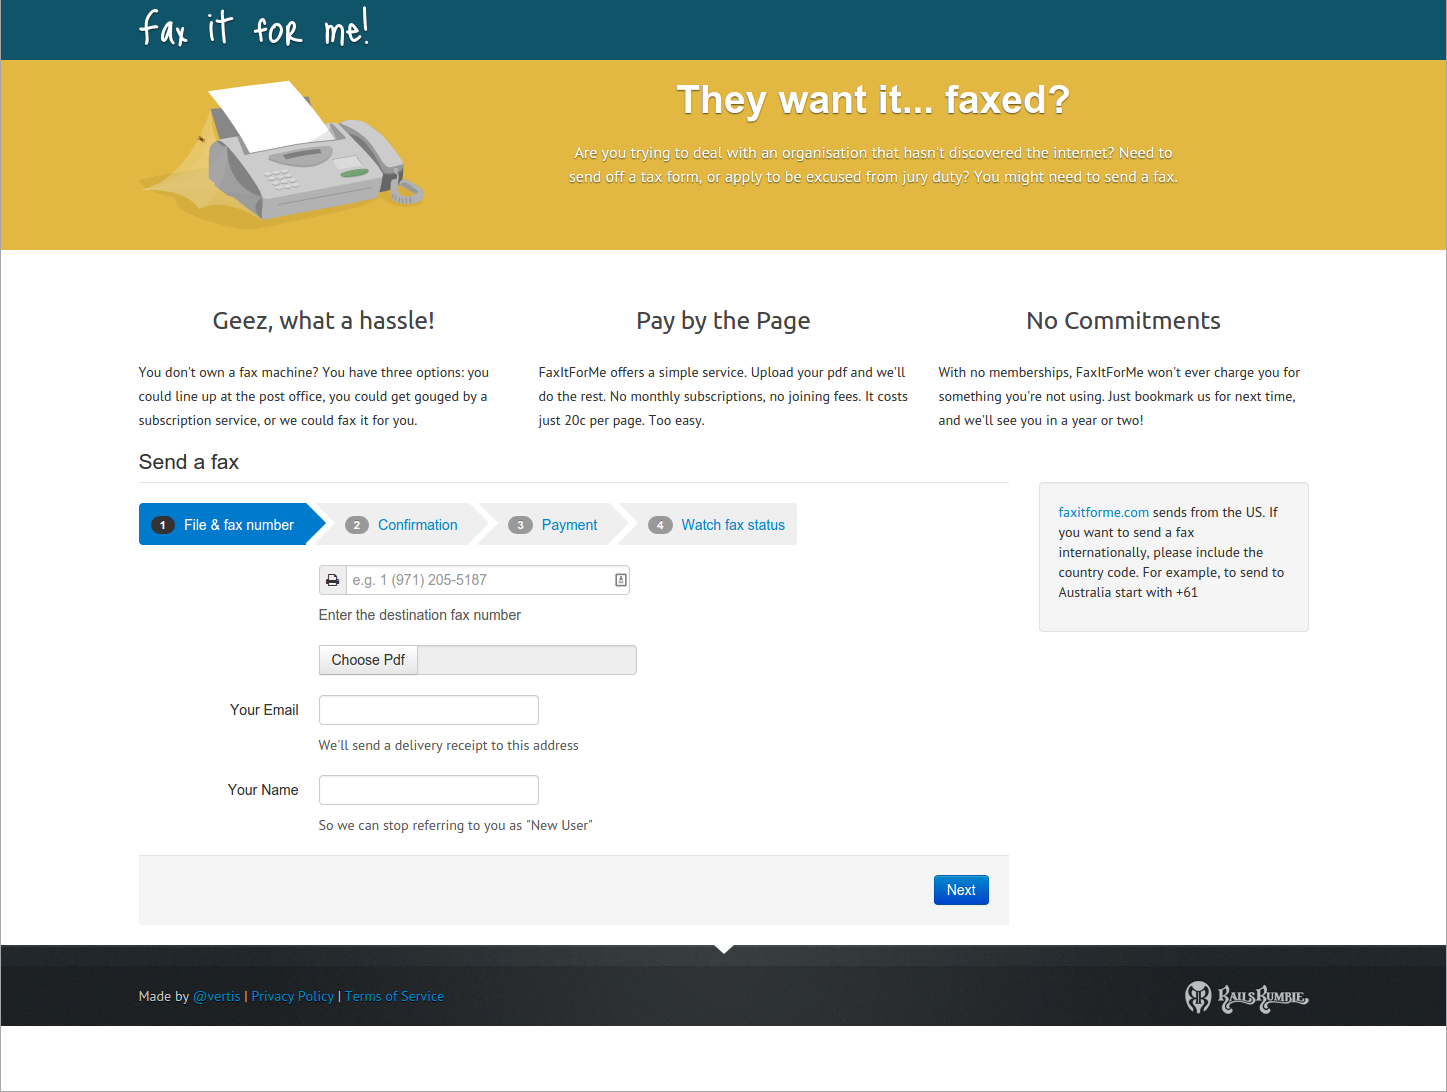 fax it for me!
They want it... faxed?
Are you trying to deal with an organisation that hasn't discovered the internet? Need to
send off a tax form, or apply to be excused from jury duty? You might need to send a fax.
Geez, what a hassle!
You don't own a fax machine? You have three options: you
could line up at the post office, you could get gouged by a
subscription service, or we could fax it for you.
Pay by the Page
FaxItForMe offers a simple service. Upload your pdf and we'll
do the rest. No monthly subscriptions, no joining fees. It costs
just 20c per page. Too easy.
No Commitments
With no memberships, FaxItForMe won't ever charge you for
something you're not using. Just bookmark us for next time,
and we'll see you in a year or two!
Send a fax
1 File & fax number
2 Confirmation
3 Payment
4 Watch fax status
e.g. 1 (971) 205-5187
Enter the destination fax number
Choose Pdf
Your Email
We'll send a delivery receipt to this address
Your Name
So we can stop referring to you as "New User"
Next
faxitforme.com sends from the US. If
you want to send a fax
internationally, please include the
country code. For example, to send to
Australia start with +61
Made by @vertis | Privacy Policy | Terms of Service
RailsRumble